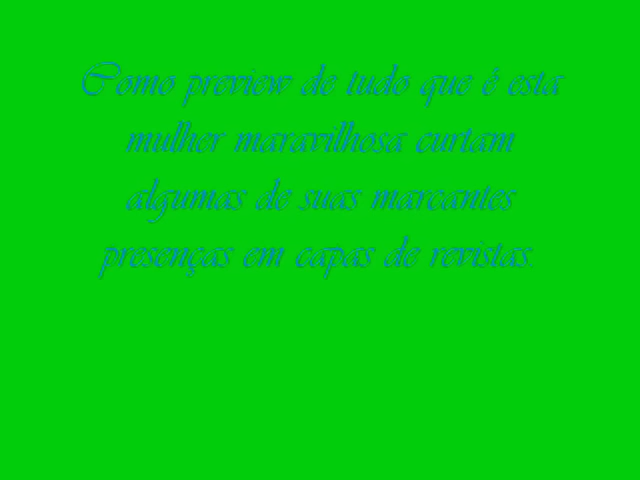 Como preview de tudo que é esta
mulher maravilhosa curtam
algumas de suas marcantes
presenças em capas de revistas.